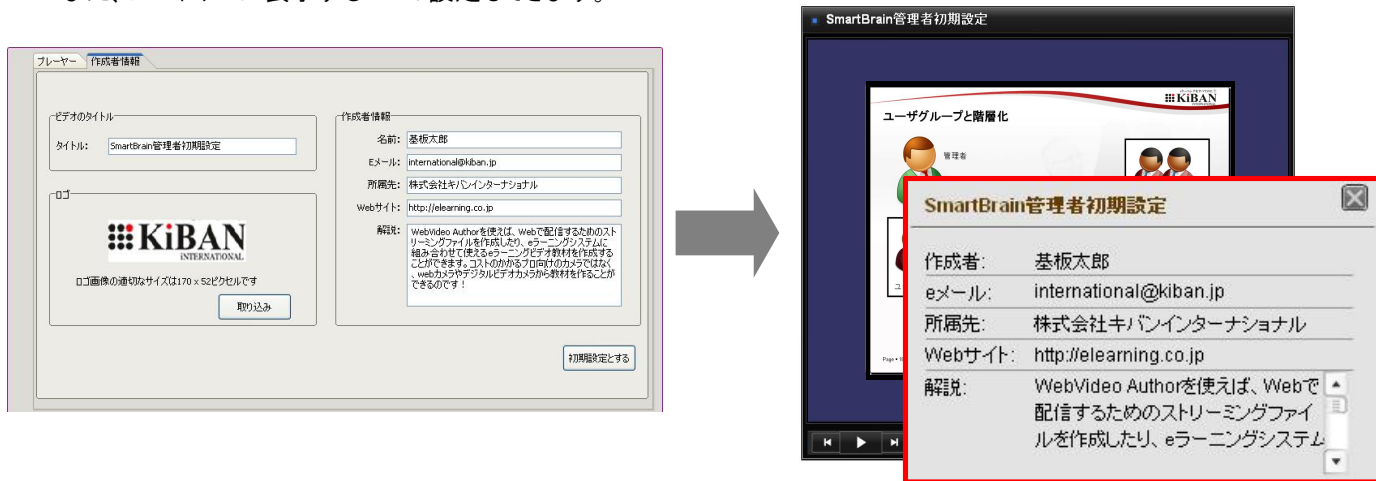 SmartBrain管理者初期設定
プレーヤー 作成者情報
ビデオのタイトル
タイトル: SmartBrain管理者初期設定
ロゴ
KiBAN
iNTERNATIONAL
ロゴ画像の適切なサイズは170 x 52ピクセルです
取り込み
作成者情報
名前: 基板太郎
Eメール: international@kiban.jp
所属先: 株式会社キバンインターナショナル
Webサイト: http://elearning.co.jp
解説: WebVideo Authorを使えば、Webで配信するためのスト
リーミングファイルを作成したり、eラーニングシステムに
組み合わせて使えるeラーニングビデオ教材を作成する
ことができます。コストのかかるプロ向けのカメラではなく
、webカメラやデジタルビデオカメラから教材を作ることが
できるのです！
初期設定とする
KiBAN
ユーザグループと階層化
管理者
SmartBrain管理者初期設定
作成者: 基板太郎
eメール: international@kiban.jp
所属先: 株式会社キバンインターナショナル
Webサイト: http://elearning.co.jp
解説: WebVideo Authorを使えば、Webで
配信するためのストリーミングファイ
ルを作成したり、eラーニングシステム